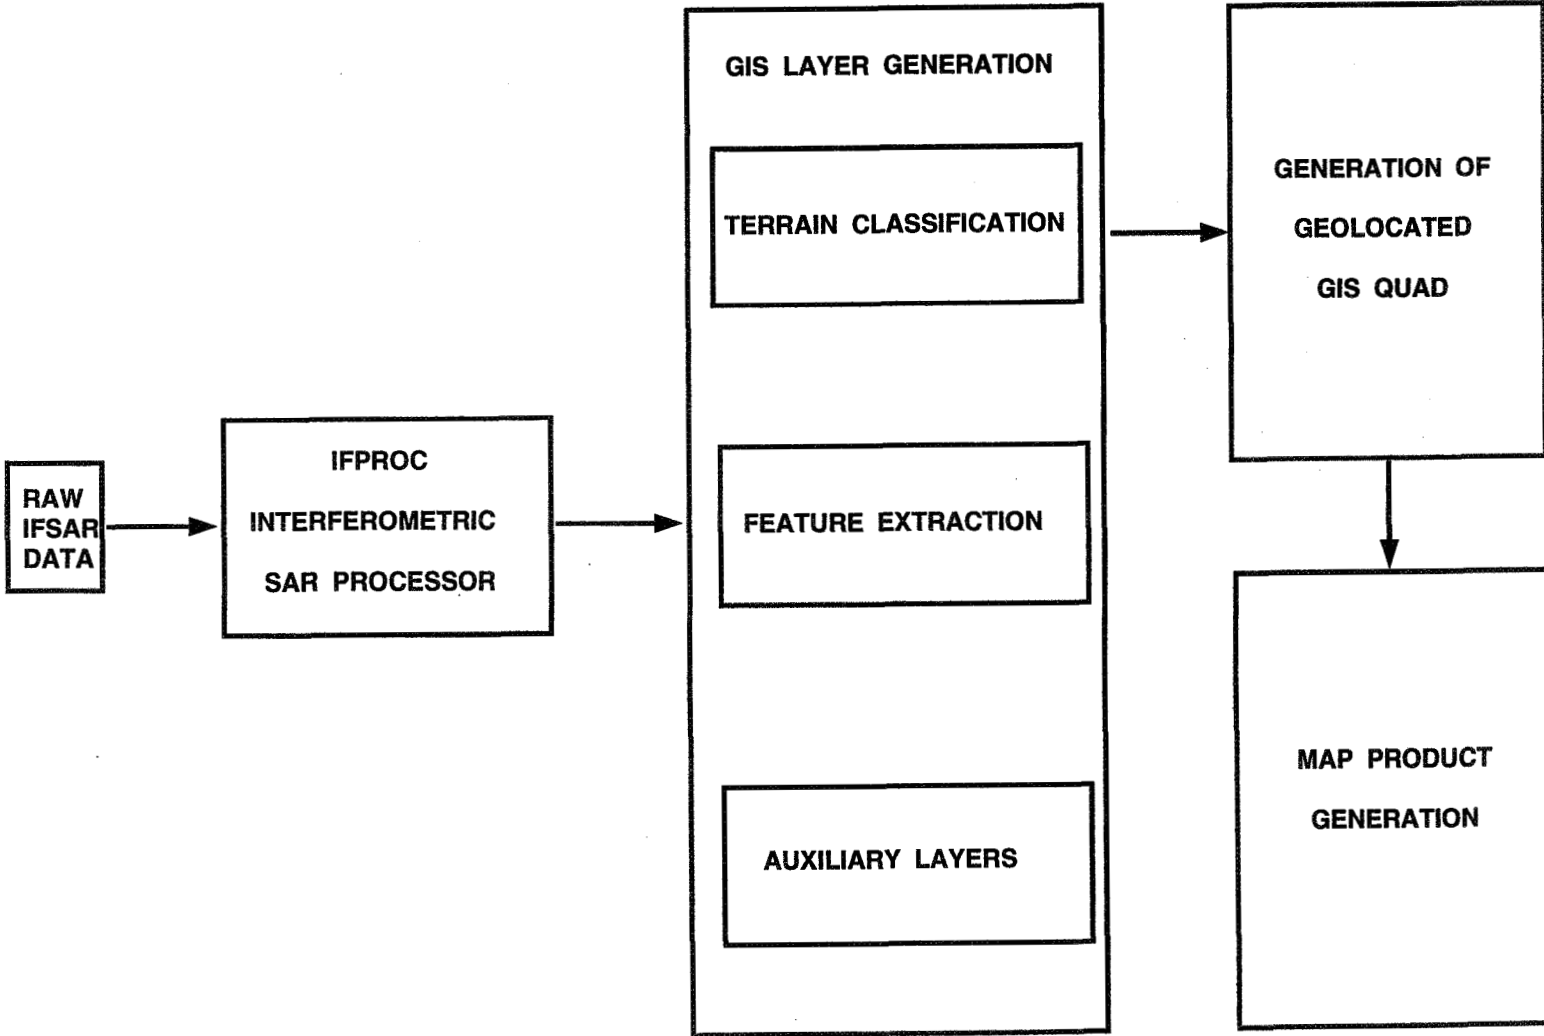 RAW
IFSAR
DATA
IFPROC
INTERFEROMETRIC
SAR PROCESSOR
GIS LAYER GENERATION
TERRAIN CLASSIFICATION
FEATURE EXTRACTION
AUXILIARY LAYERS
GENERATION OF
GEOLOCATED
GIS QUAD
MAP PRODUCT
GENERATION